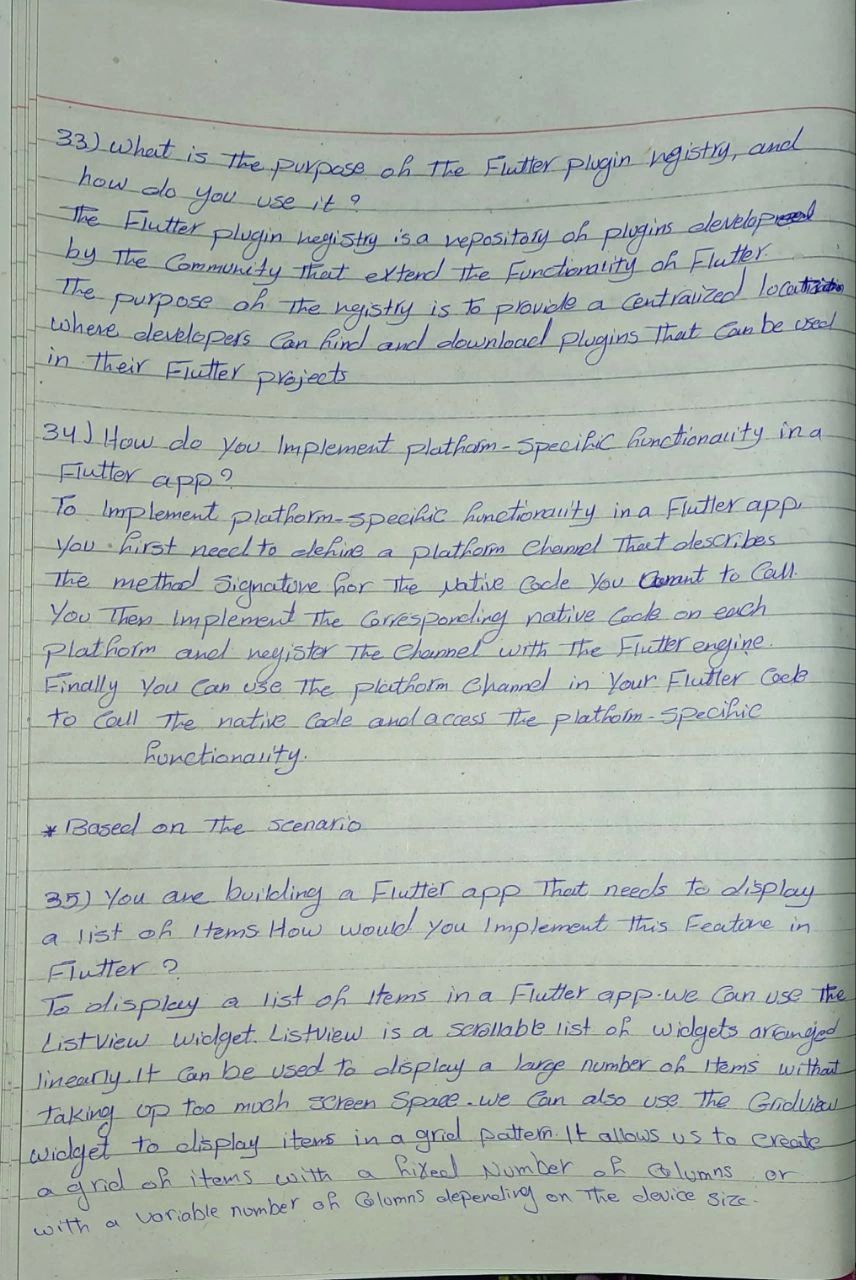 33) What is the purpose of the Flutter plugin registry, and
how do you use it ?
The Flutter plugin registry is a repository of plugins developed
by the Community that extend the Functionality of Flutter.
The purpose of the registry is to provide a centralized location
where developers can find and download plugins that can be used
in their Flutter projects
34) How do you Implement platform-specific functionality in a
Flutter app?
To Implement platform-specific functionality in a Flutter app,
you first need to define a platform channel that describes
the method signature for the Native Code you want to call.
You then Implement the corresponding native code on each
platform and register the channel with the Flutter engine.
Finally you can use the platform channel in your Flutter Code
to call the native code and access the platform-specific
functionality.
* Based on the scenario
35) You are building a Flutter app that needs to display
a list of items How would you Implement this Feature in
Flutter ?
To display a list of items in a Flutter app. we can use the
ListView widget. Listview is a scrollable list of widgets arranged
linearly. It can be used to display a large number of items without
taking up too much screen space. we can also use the Gridview
widget to display items in a grid pattern. It allows us to create
a grid of items with a fixed Number of columns or
with a variable number of Columns depending on the device size.